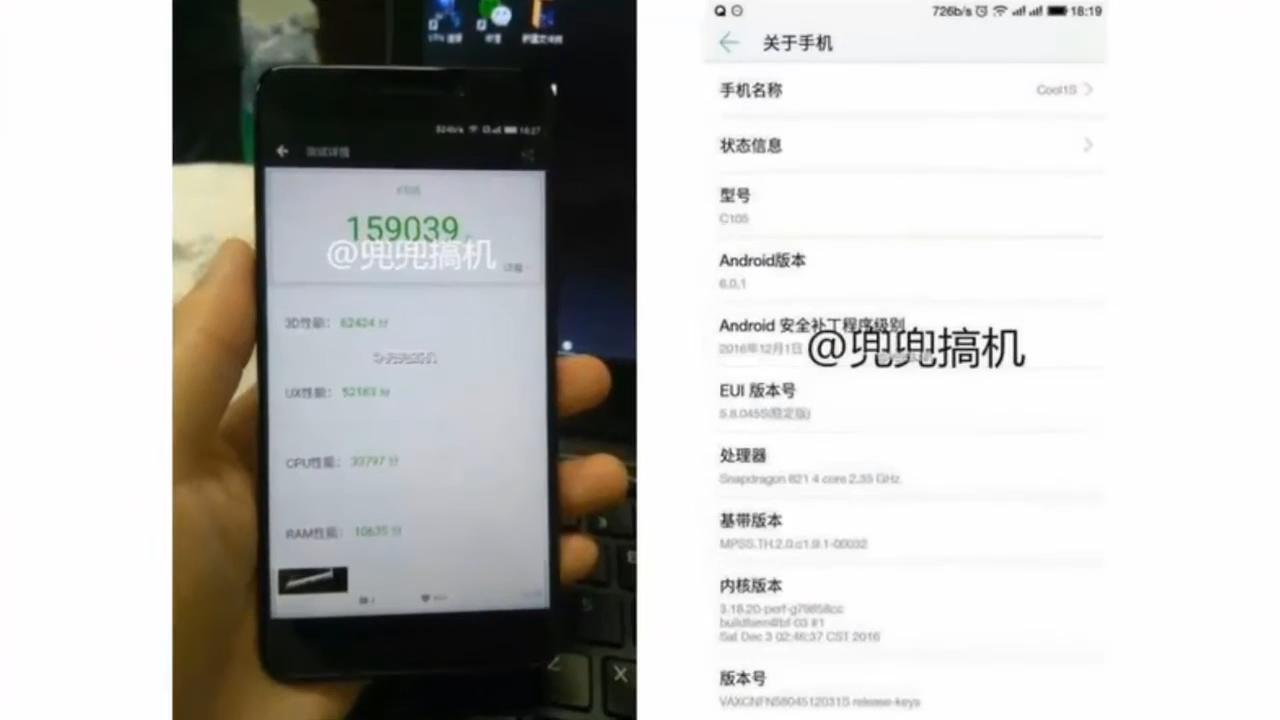 159039
@兜兜搞机
详情
3D性能： 62424 分
UX性能： 52183 分
CPU性能： 33797 分
RAM性能： 10635 分
726b/s 18:19
关于手机
手机名称 Cool1S
状态信息
型号
C105
Android版本
6.0.1
Android 安全补丁程序级别
2016年12月1日
@兜兜搞机
EUI 版本号
5.8.045S(稳定版)
处理器
Snapdragon 821 4 core 2.35 GHz
基带版本
MPSS.TH.2.0.c1.9.1-00032
内核版本
3.18.20-perf-g79858cc
Sat Dec 3 02:46:37 CST 2016
版本号
VAXCNFN5804512031S release-keys